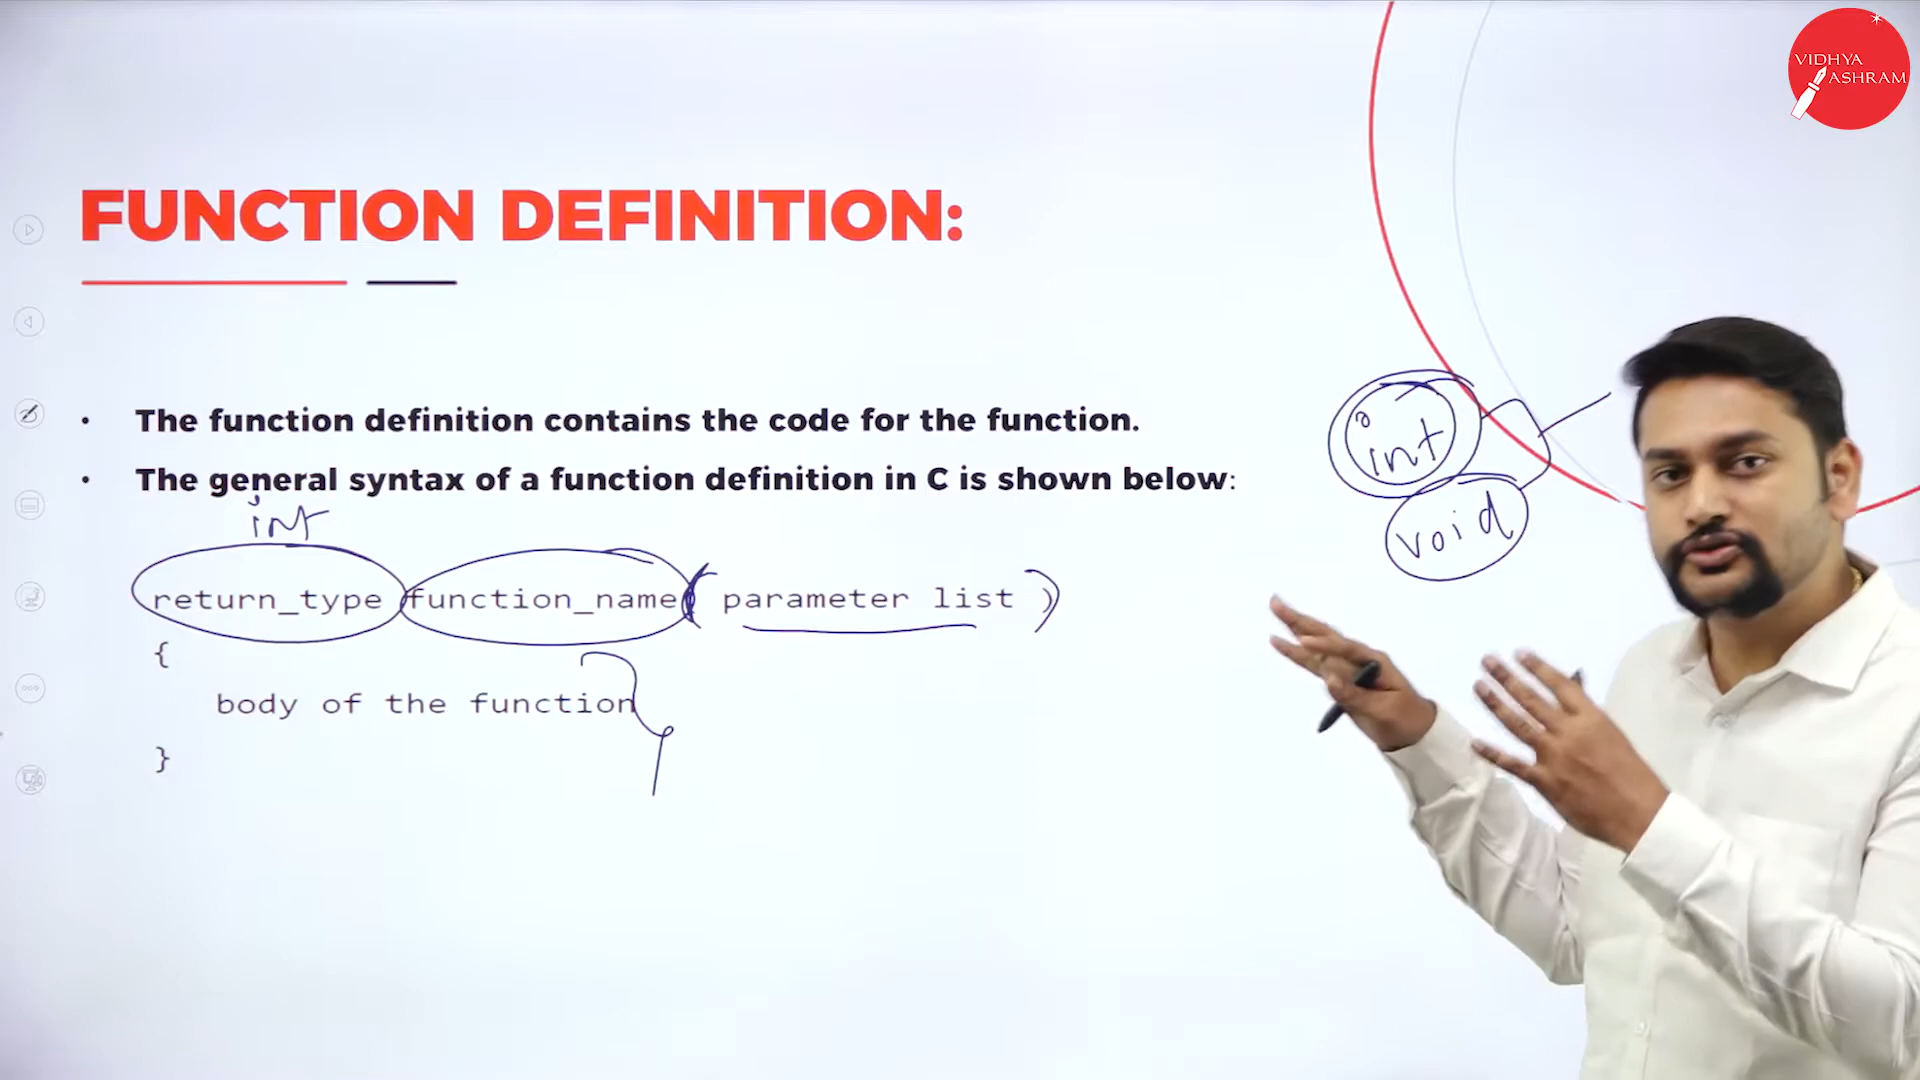 VIDHYA
ASHRAM
FUNCTION DEFINITION:
• The function definition contains the code for the function.
• The general syntax of a function definition in C is shown below:
int
return_type function_name( parameter list )
{
body of the function
}
int
void